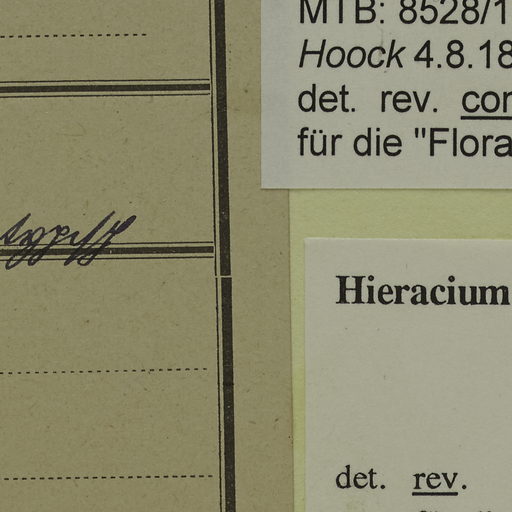 MTB: 8528/1
Hoock 4.8.18
det. rev. con
für die "Flora
Hieracium
det. rev.